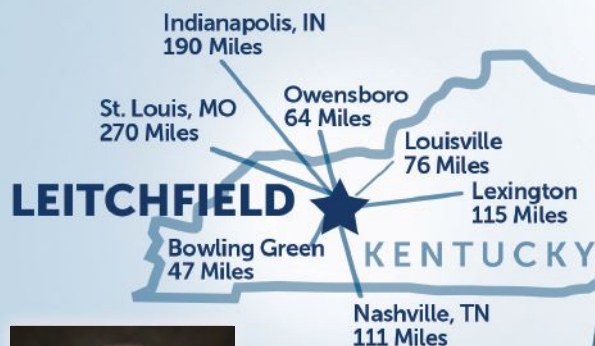 Indianapolis, IN
190 Miles
St. Louis, MO
270 Miles
Owensboro
64 Miles
Louisville
76 Miles
LEITCHFIELD
Lexington
115 Miles
Bowling Green
47 Miles
KENTUCKY
Nashville, TN
111 Miles